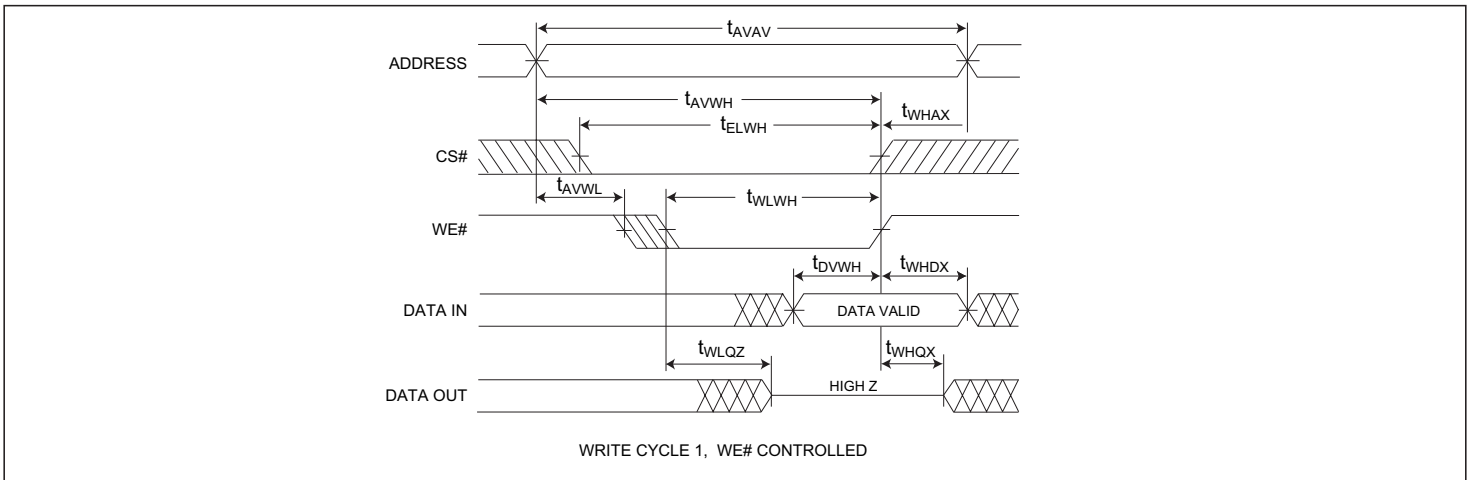 tAVAV
ADDRESS
tAVWH
tWHAX
tELWH
CS#
tAVWL
tWLWH
WE#
tDVWH
tWHDX
DATA IN
DATA VALID
tWLQZ
tWHQX
DATA OUT
HIGH Z
WRITE CYCLE 1, WE# CONTROLLED